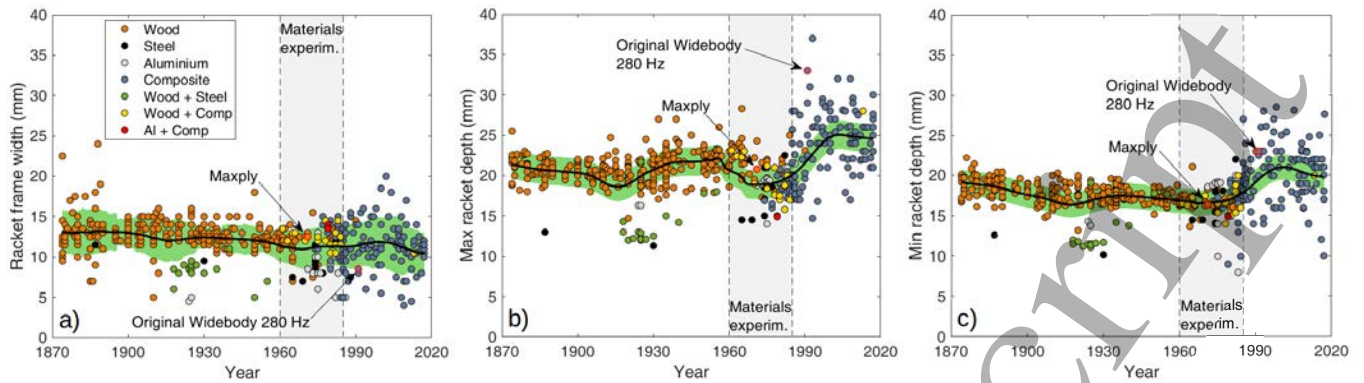 40
35
30
25
20
15
10
5
0
Racket frame width (mm)
Wood
Steel
Aluminium
Composite
Wood + Steel
Wood + Comp
Al + Comp
Materials
experim.
Maxply
Original Widebody 280 Hz
a)
1870 1900 1930 1960 1990 2020
Year
40
35
30
25
20
15
10
5
0
Max racket depth (mm)
Original Widebody
280 Hz
Maxply
Materials
experim.
b)
1870 1900 1930 1960 1990 2020
Year
40
35
30
25
20
15
10
5
0
Min racket depth (mm)
Original Widebody
280 Hz
Maxply
Materials
experim.
c)
1870 1900 1930 1960 1990 2020
Year
cript